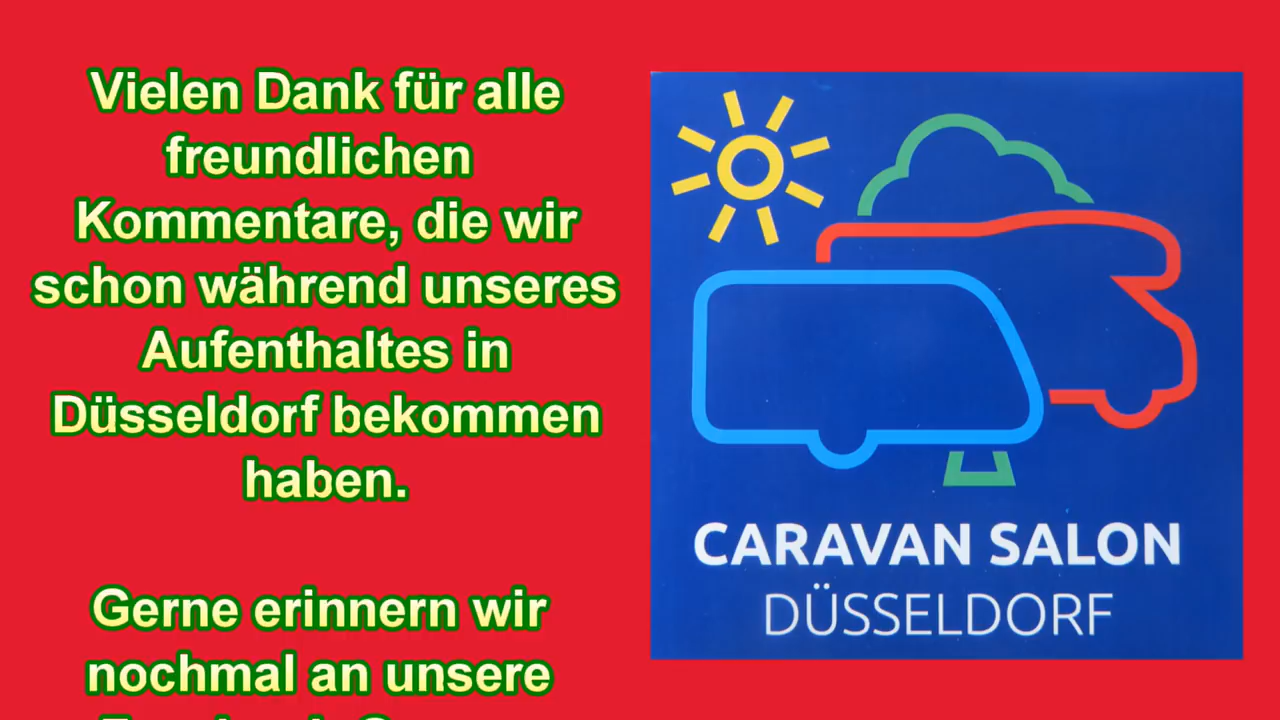 Vielen Dank für alle
freundlichen
Kommentare, die wir
schon während unseres
Aufenthaltes in
Düsseldorf bekommen
haben.
Gerne erinnern wir
nochmal an unsere
CARAVAN SALON
DÜSSELDORF